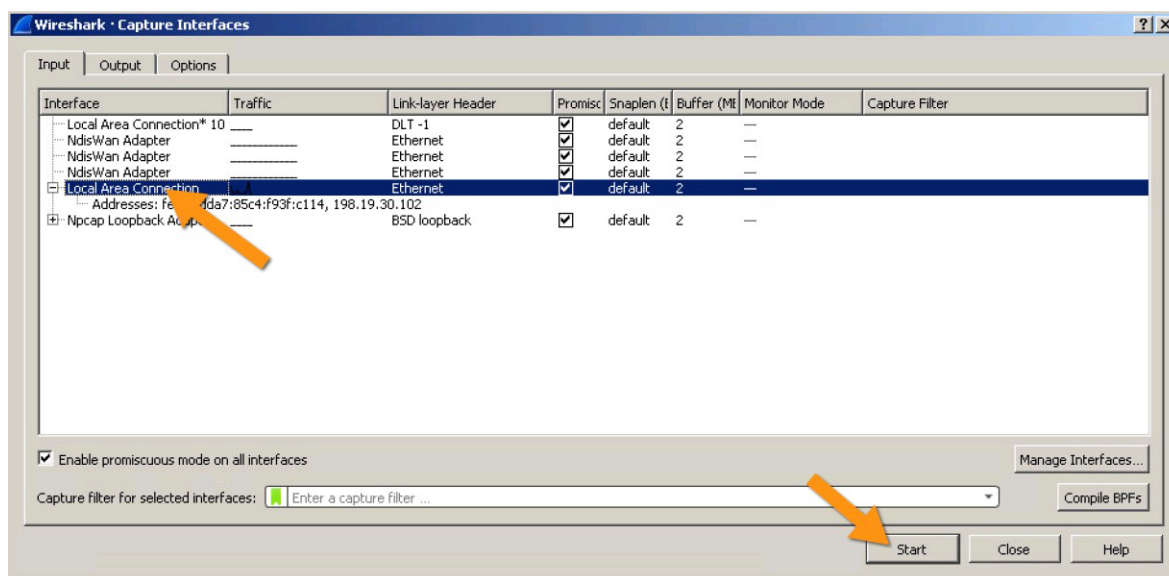 Wireshark · Capture Interfaces
Input Output Options
Interface Traffic Link-layer Header Promisc Snaplen (E Buffer (ME Monitor Mode Capture Filter
Local Area Connection* 10 DLT -1 default 2 —
NdisWan Adapter Ethernet default 2 —
NdisWan Adapter Ethernet default 2 —
NdisWan Adapter Ethernet default 2 —
Local Area Connection Ethernet default 2 —
Addresses: :85c4:f93f:c114, 198.19.30.102
Npcap Loopback BSD loopback default 2 —
Enable promiscuous mode on all interfaces
Manage Interfaces...
Capture filter for selected interfaces: Enter a capture filter ...
Compile BPFs
Start Close Help